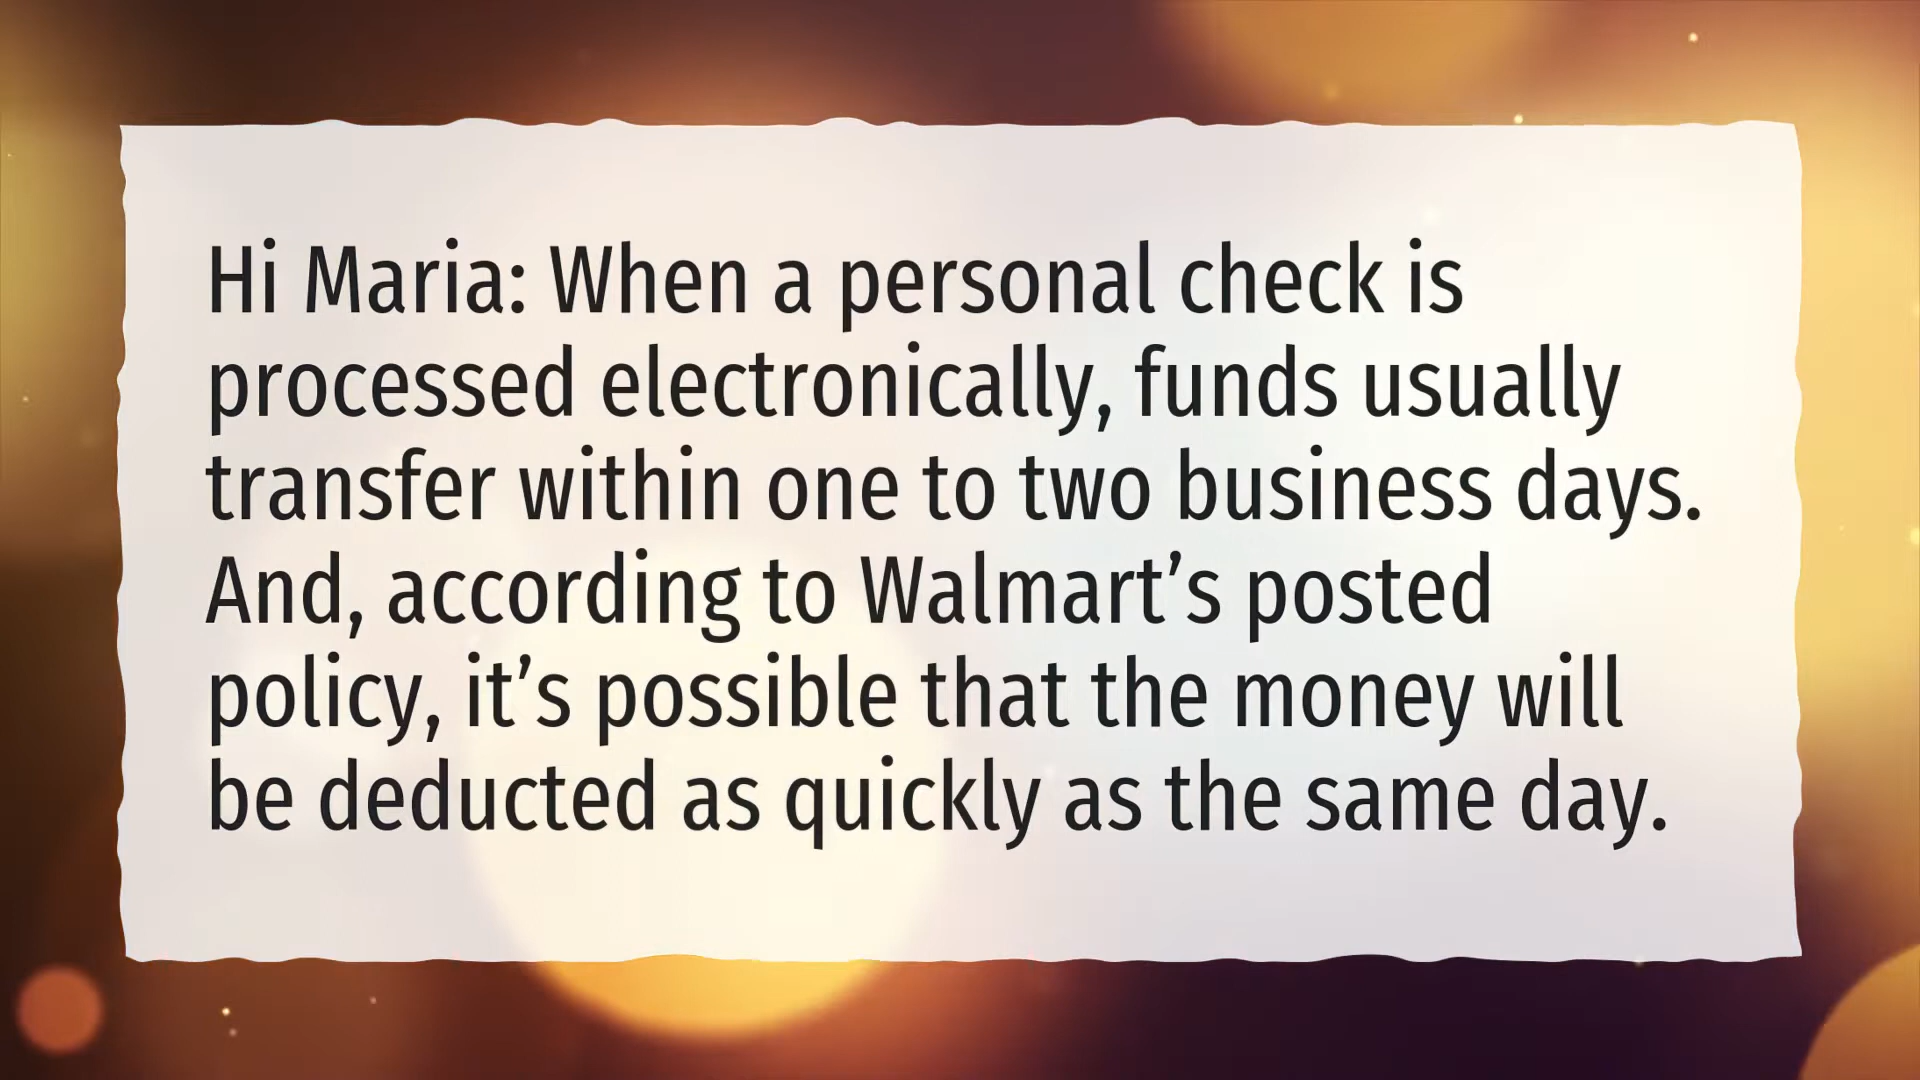 Hi Maria: When a personal check is
processed electronically, funds usually
transfer within one to two business days.
And, according to Walmart’s posted
policy, it’s possible that the money will
be deducted as quickly as the same day.